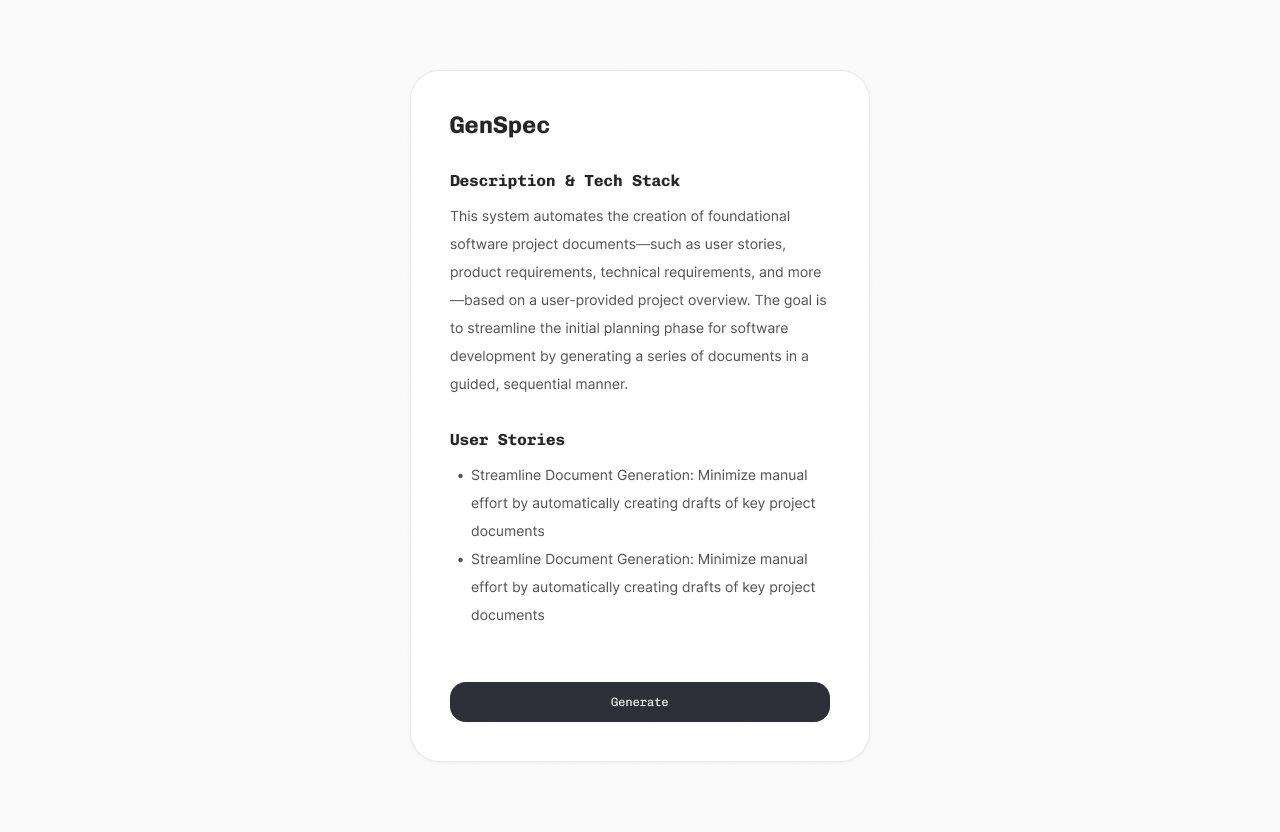 GenSpec
Description & Tech Stack
This system automates the creation of foundational
software project documents—such as user stories,
product requirements, technical requirements, and more
—based on a user-provided project overview. The goal is
to streamline the initial planning phase for software
development by generating a series of documents in a
guided, sequential manner.
User Stories
• Streamline Document Generation: Minimize manual
effort by automatically creating drafts of key project
documents
• Streamline Document Generation: Minimize manual
effort by automatically creating drafts of key project
documents
Generate